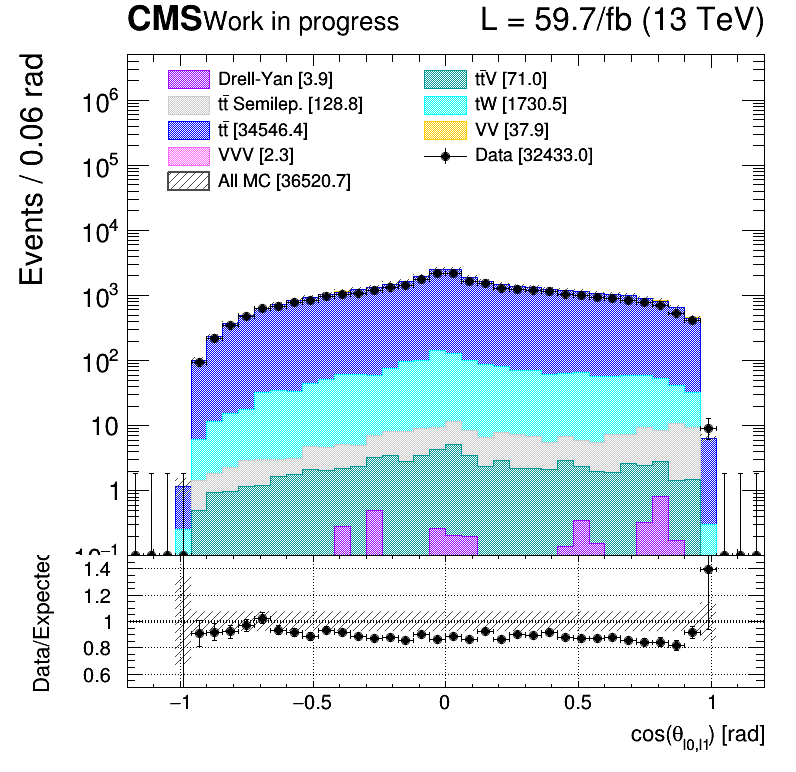 CMS Work in progress L = 59.7/fb (13 TeV)
Events / 0.06 rad
Drell-Yan [3.9]
tt̄ Semilep. [128.8]
tt̄ [34546.4]
VVV [2.3]
All MC [36520.7]
tt̄V [71.0]
tW [1730.5]
VV [37.9]
Data [32433.0]
10⁶
10⁵
10⁴
10³
10²
10
1
10⁻¹
Data/Expected
1.4
1.2
1
0.8
0.6
−1 −0.5 0 0.5 1
cos(θ_l0,l1) [rad]